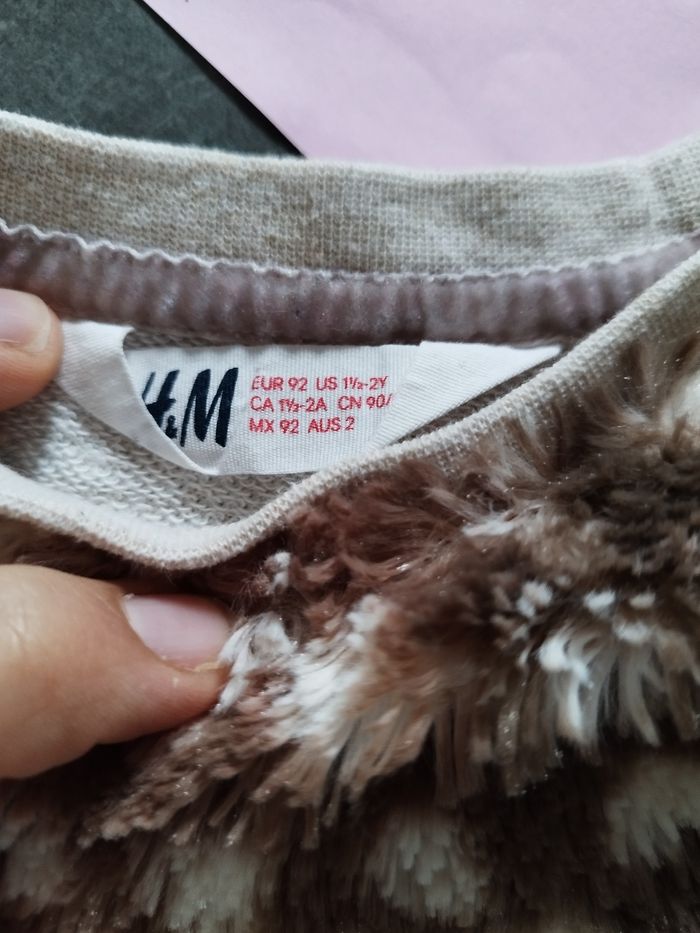 H&M
EUR 92 US 1½-2Y
CA 1½-2A CN 90/
MX 92 AUS 2